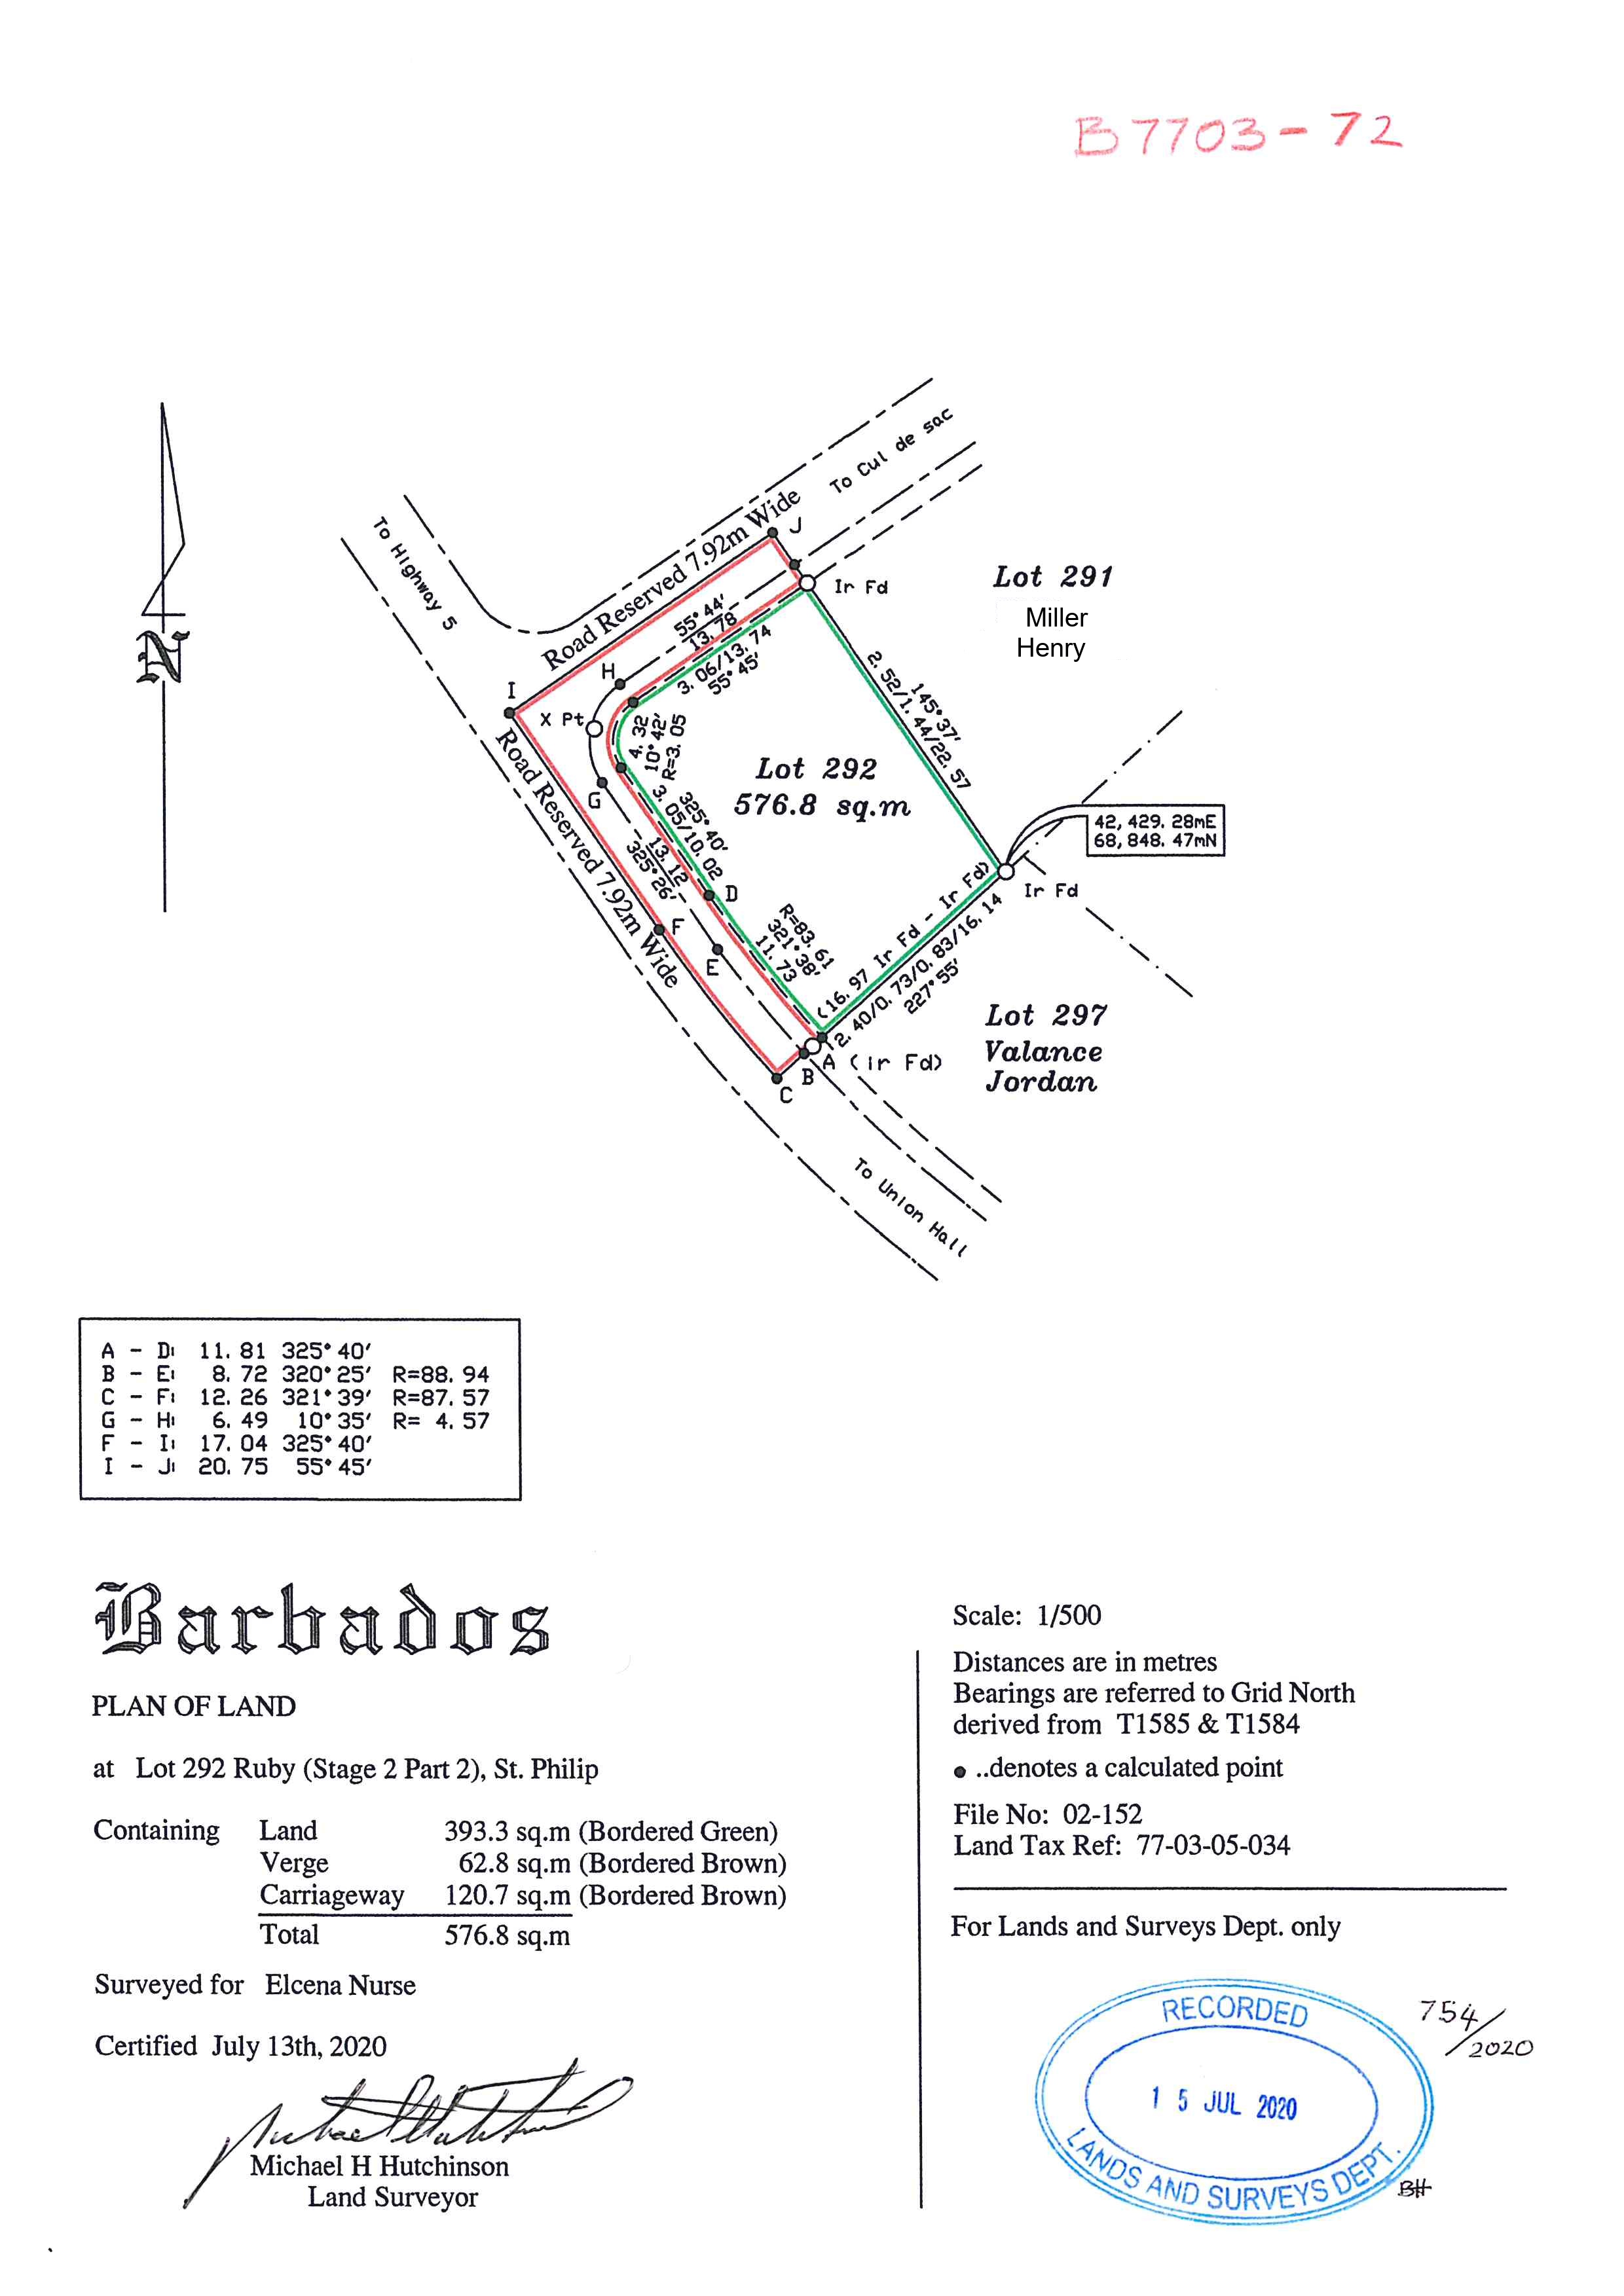 B7703-72
To Cul de sac
To Highway 5
Road Reserved 7.92m Wide
J
Ir Fd
Lot 291
Miller
Henry
55°44'
13.78
3.06/13.74
55°45'
H
I
X Pt
4.32
10°42'
R=3.05
145°37'
2.52/1.44/22.57
Lot 292
576.8 sq.m
G
325°40'
3.05/10.02
13.12
325°26'
42,429.28mE
68,848.47mN
Ir Fd
D
Road Reserved 7.92m Wide
F
E
R=83.61
321°38'
11.73
(16.97 Ir Fd - Ir Fd)
2.40/0.73/0.83/16.14
227°55'
Lot 297
Valance
Jordan
A (Ir Fd)
B
C
To Union Hall
N
A - D: 11.81 325°40'
B - E: 8.72 320°25' R=88.94
C - F: 12.26 321°39' R=87.57
G - H: 6.49 10°35' R= 4.57
F - I: 17.04 325°40'
I - J: 20.75 55°45'
Barbados
PLAN OF LAND
at Lot 292 Ruby (Stage 2 Part 2), St. Philip
Containing Land 393.3 sq.m (Bordered Green)
Verge 62.8 sq.m (Bordered Brown)
Carriageway 120.7 sq.m (Bordered Brown)
Total 576.8 sq.m
Surveyed for Elcena Nurse
Certified July 13th, 2020
Michael H Hutchinson
Land Surveyor
Scale: 1/500
Distances are in metres
Bearings are referred to Grid North
derived from T1585 & T1584
..denotes a calculated point
File No: 02-152
Land Tax Ref: 77-03-05-034
For Lands and Surveys Dept. only
RECORDED
15 JUL 2020
LANDS AND SURVEYS DEPT.
754/2020
BH